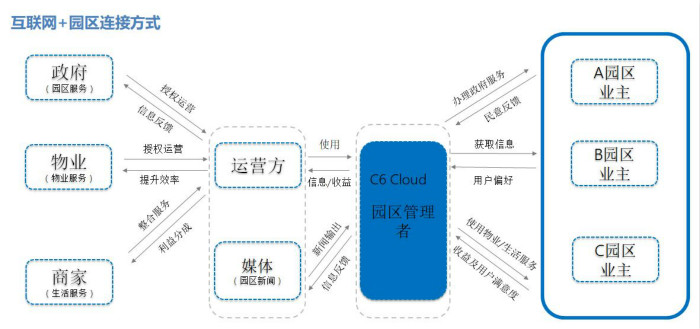 互联网+园区连接方式
政府
（园区服务）
授权运营
信息反馈
物业
（物业服务）
授权运营
提升效率
商家
（生活服务）
整合服务
利益分成
运营方
媒体
（园区新闻）
使用
信息/收益
新闻输出
信息反馈
C6 Cloud
园区管理
者
办理政府服务
民意反馈
获取信息
用户偏好
使用物业/生活服务
收益及用户满意度
A园区
业主
B园区
业主
C园区
业主